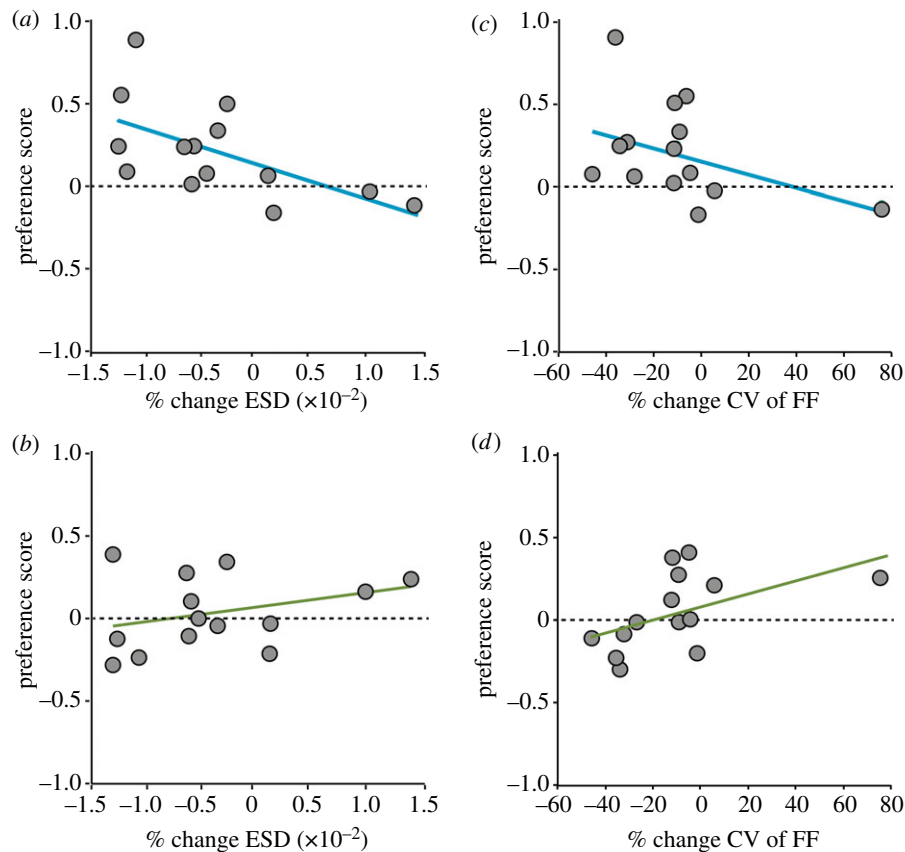 (a)
1.0
0.5
0
–0.5
–1.0
preference score
–1.5 –1.0 –0.5 0 0.5 1.0 1.5
% change ESD (×10–2)
(c)
1.0
0.5
0
–0.5
–1.0
preference score
–60 –40 –20 0 20 40 60 80
% change CV of FF
(b)
1.0
0.5
0
–0.5
–1.0
preference score
–1.5 –1.0 –0.5 0 0.5 1.0 1.5
% change ESD (×10–2)
(d)
1.0
0.5
0
–0.5
–1.0
preference score
–60 –40 –20 0 20 40 60 80
% change CV of FF